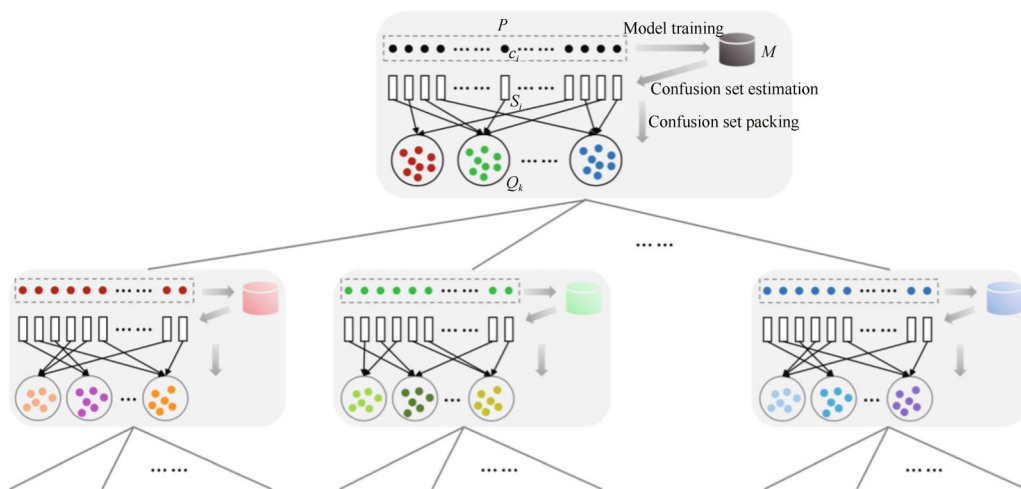 P
Model training
c_i
M
Confusion set estimation
S_i
Confusion set packing
Q_k